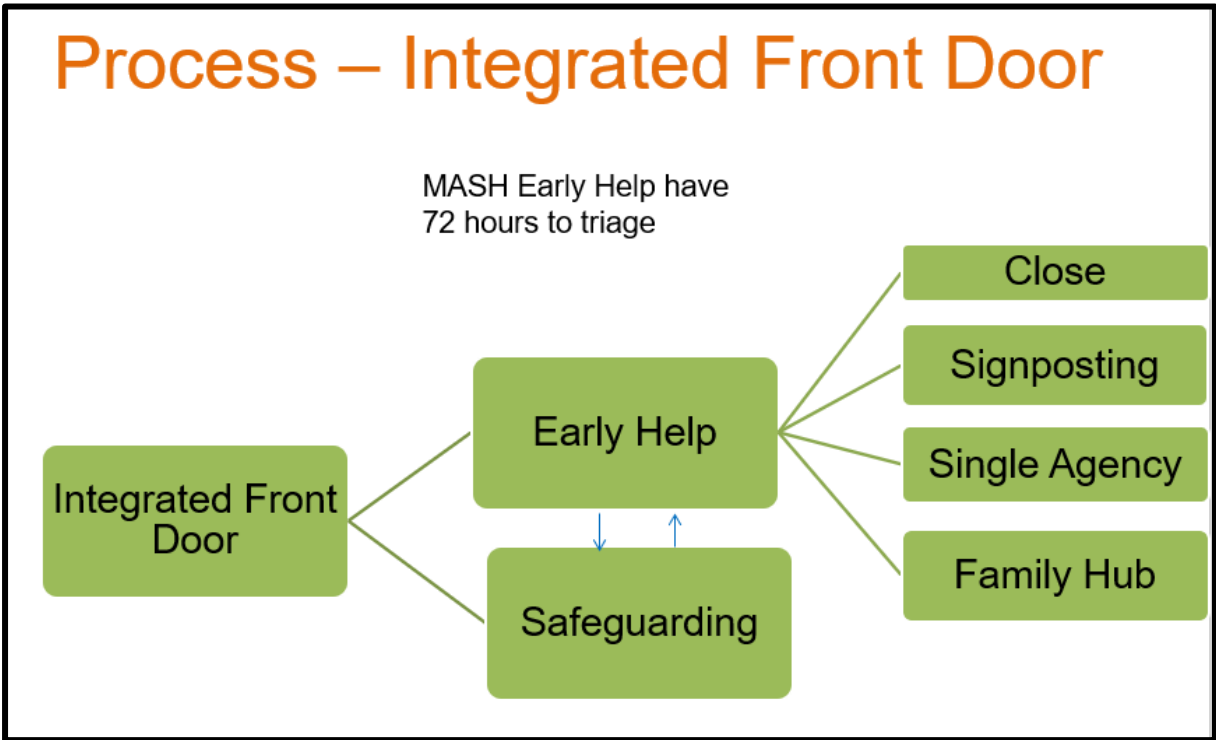 Process – Integrated Front Door
MASH Early Help have
72 hours to triage
Integrated Front
Door
Early Help
Safeguarding
Close
Signposting
Single Agency
Family Hub